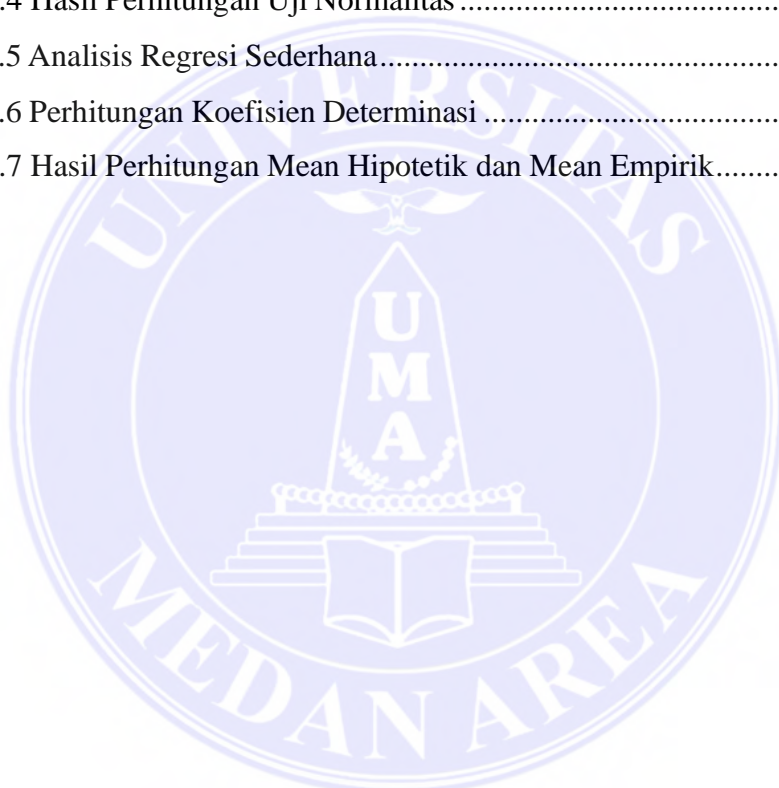 .4 Hasil Perhitungan Uji Normalitas...............................................
.5 Analisis Regresi Sederhana..........................................................
.6 Perhitungan Koefisien Determinasi ...........................................
.7 Hasil Perhitungan Mean Hipotetik dan Mean Empirik.........
UNIVERSITAS
UMA
MEDAN AREA